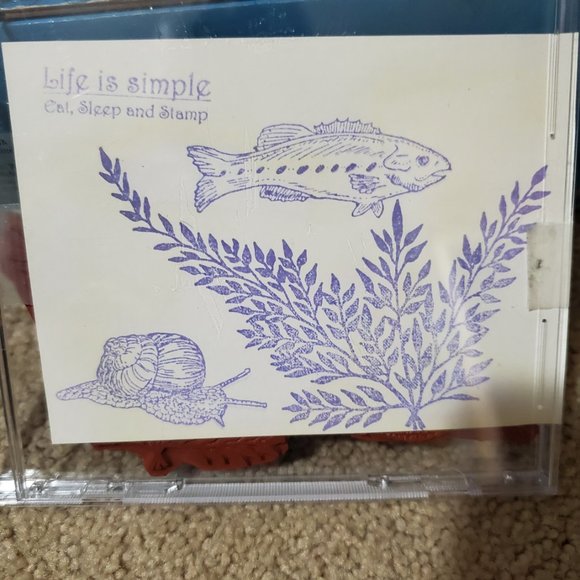 Life is simple
Eat, Sleep and Stamp